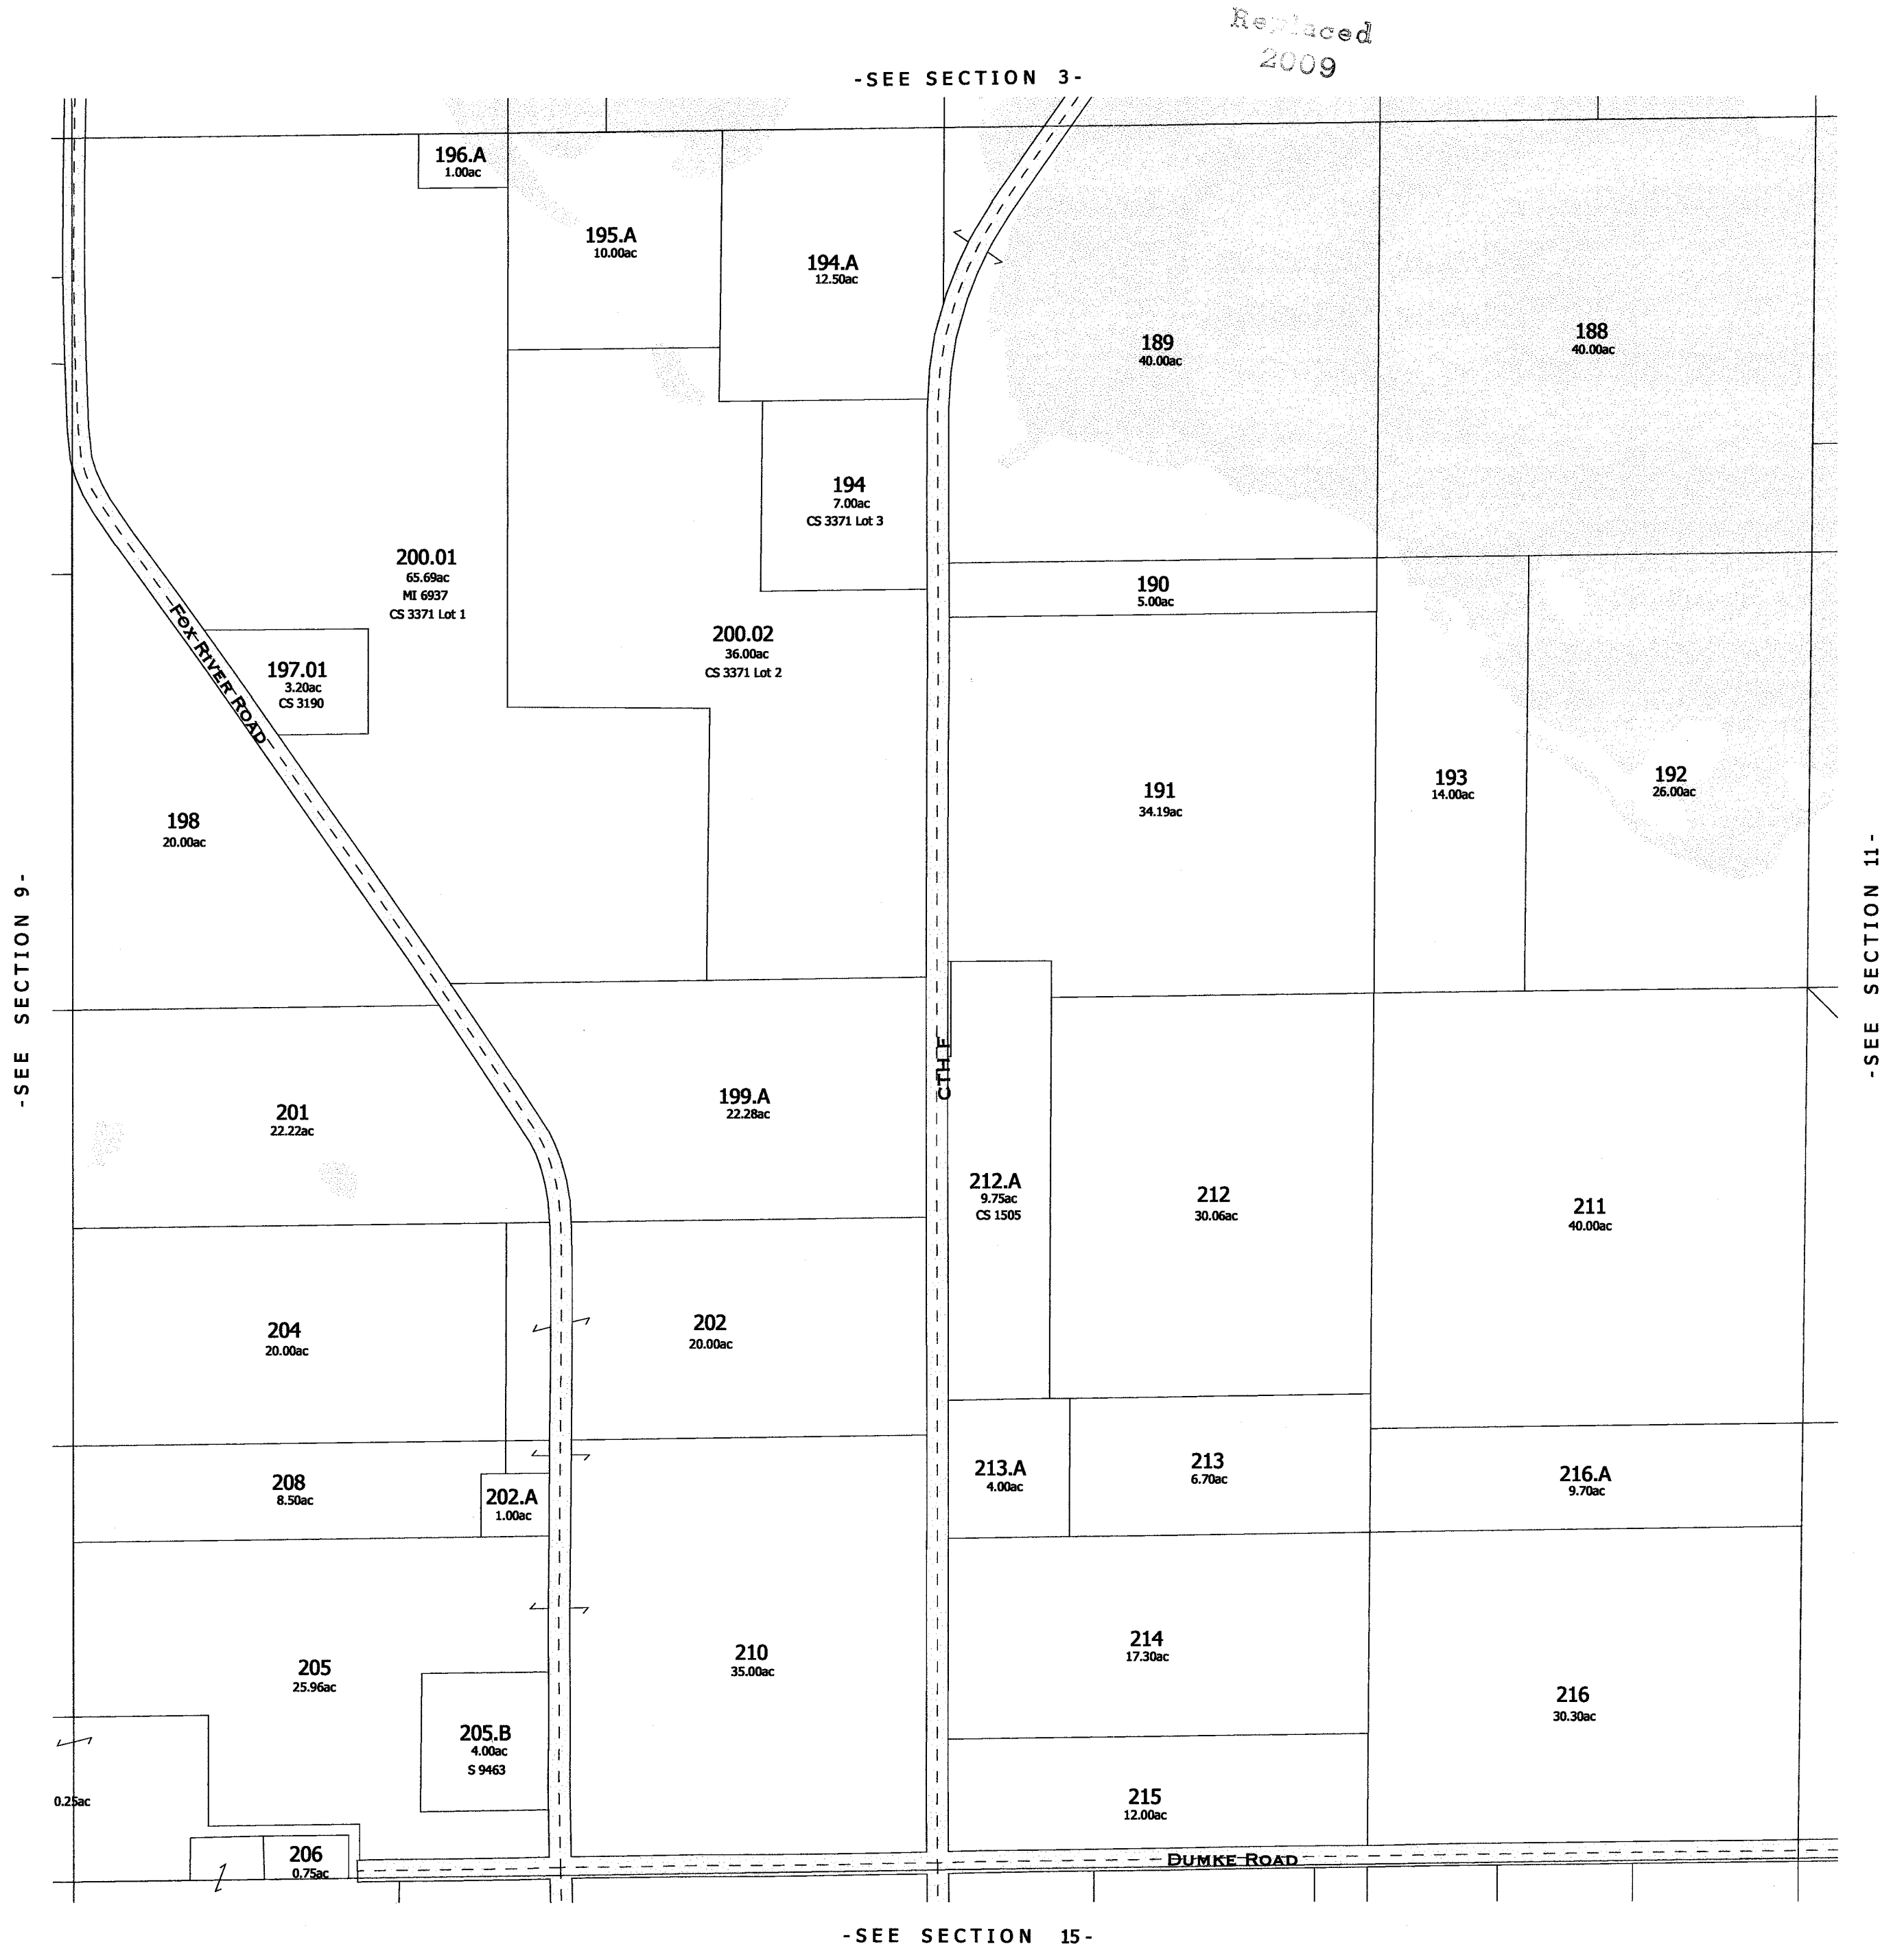 Replaced
2009
-SEE SECTION 3-
196.A
1.00ac
195.A
10.00ac
194.A
12.50ac
189
40.00ac
188
40.00ac
194
7.00ac
CS 3371 Lot 3
200.01
65.69ac
MI 6937
CS 3371 Lot 1
190
5.00ac
200.02
36.00ac
CS 3371 Lot 2
FOX RIVER ROAD
197.01
3.20ac
CS 3190
191
34.19ac
193
14.00ac
192
26.00ac
198
20.00ac
-SEE SECTION 9-
-SEE SECTION 11-
CTH F
199.A
22.28ac
201
22.22ac
212.A
9.75ac
CS 1505
212
30.06ac
211
40.00ac
204
20.00ac
202
20.00ac
208
8.50ac
202.A
1.00ac
213.A
4.00ac
213
6.70ac
216.A
9.70ac
205
25.96ac
210
35.00ac
214
17.30ac
216
30.30ac
205.B
4.00ac
S 9463
0.25ac
215
12.00ac
206
0.75ac
DUMKE ROAD
-SEE SECTION 15-